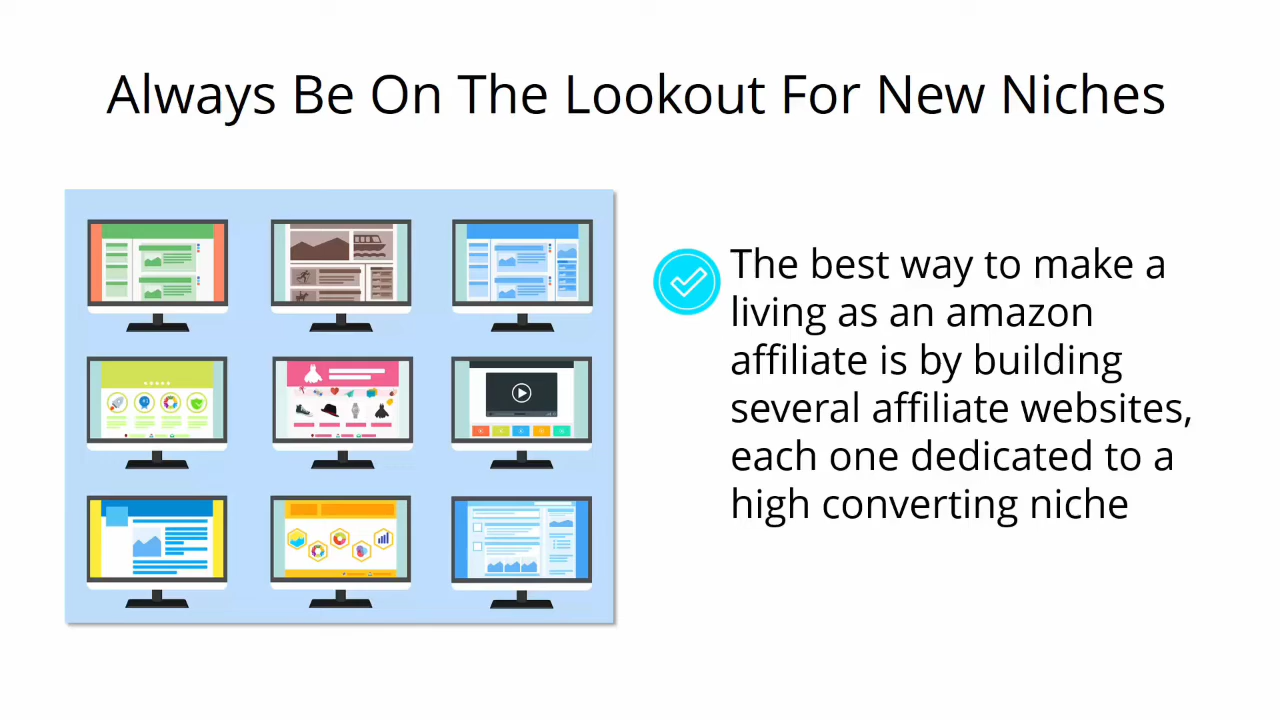 Always Be On The Lookout For New Niches
The best way to make a
living as an amazon
affiliate is by building
several affiliate websites,
each one dedicated to a
high converting niche